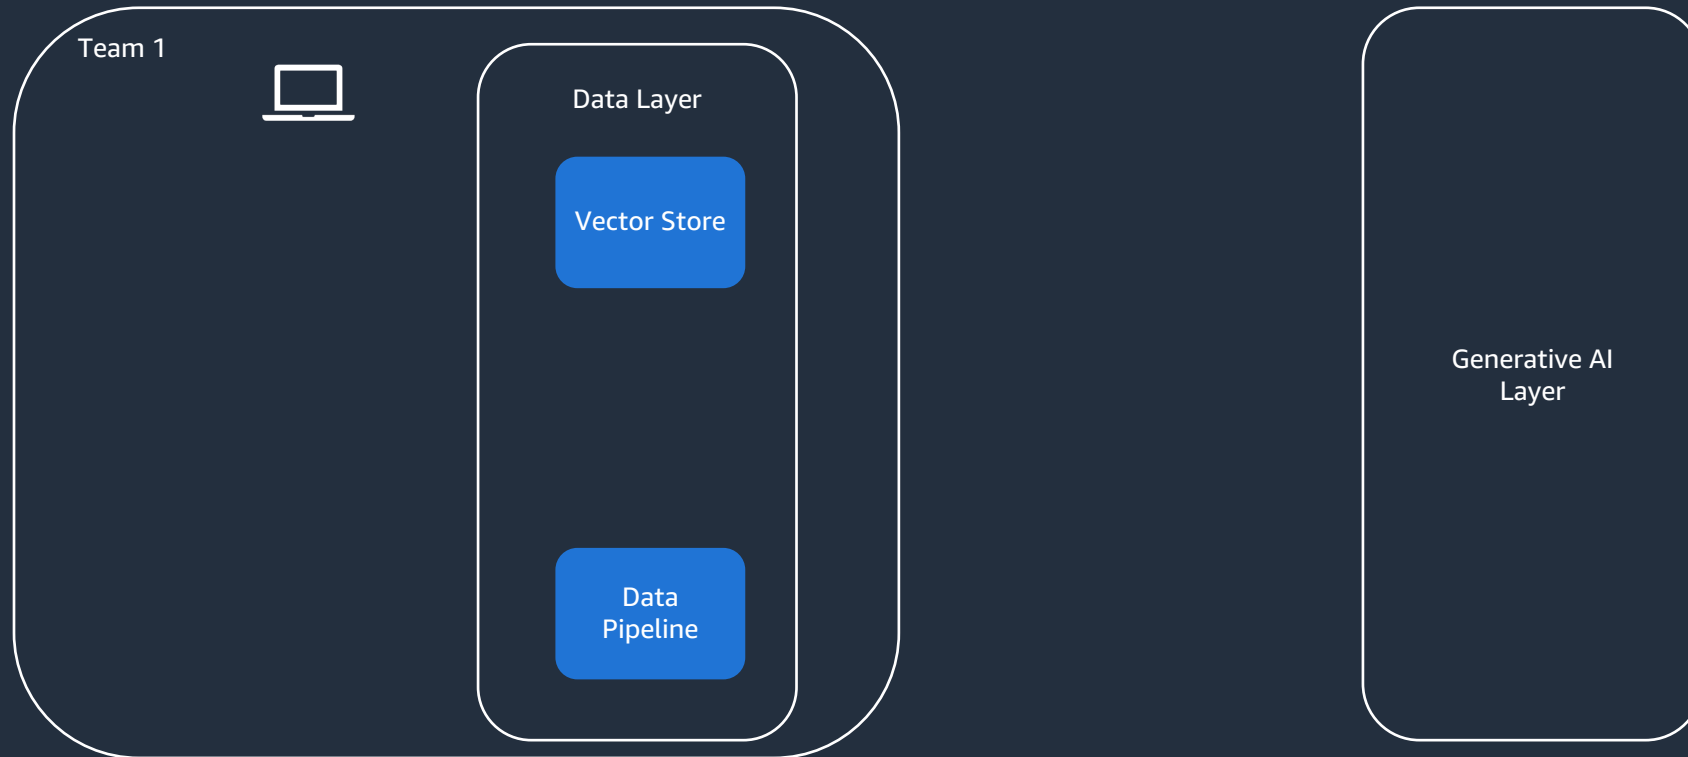 Team 1
Data Layer
Vector Store
Data
Pipeline
Generative AI
Layer